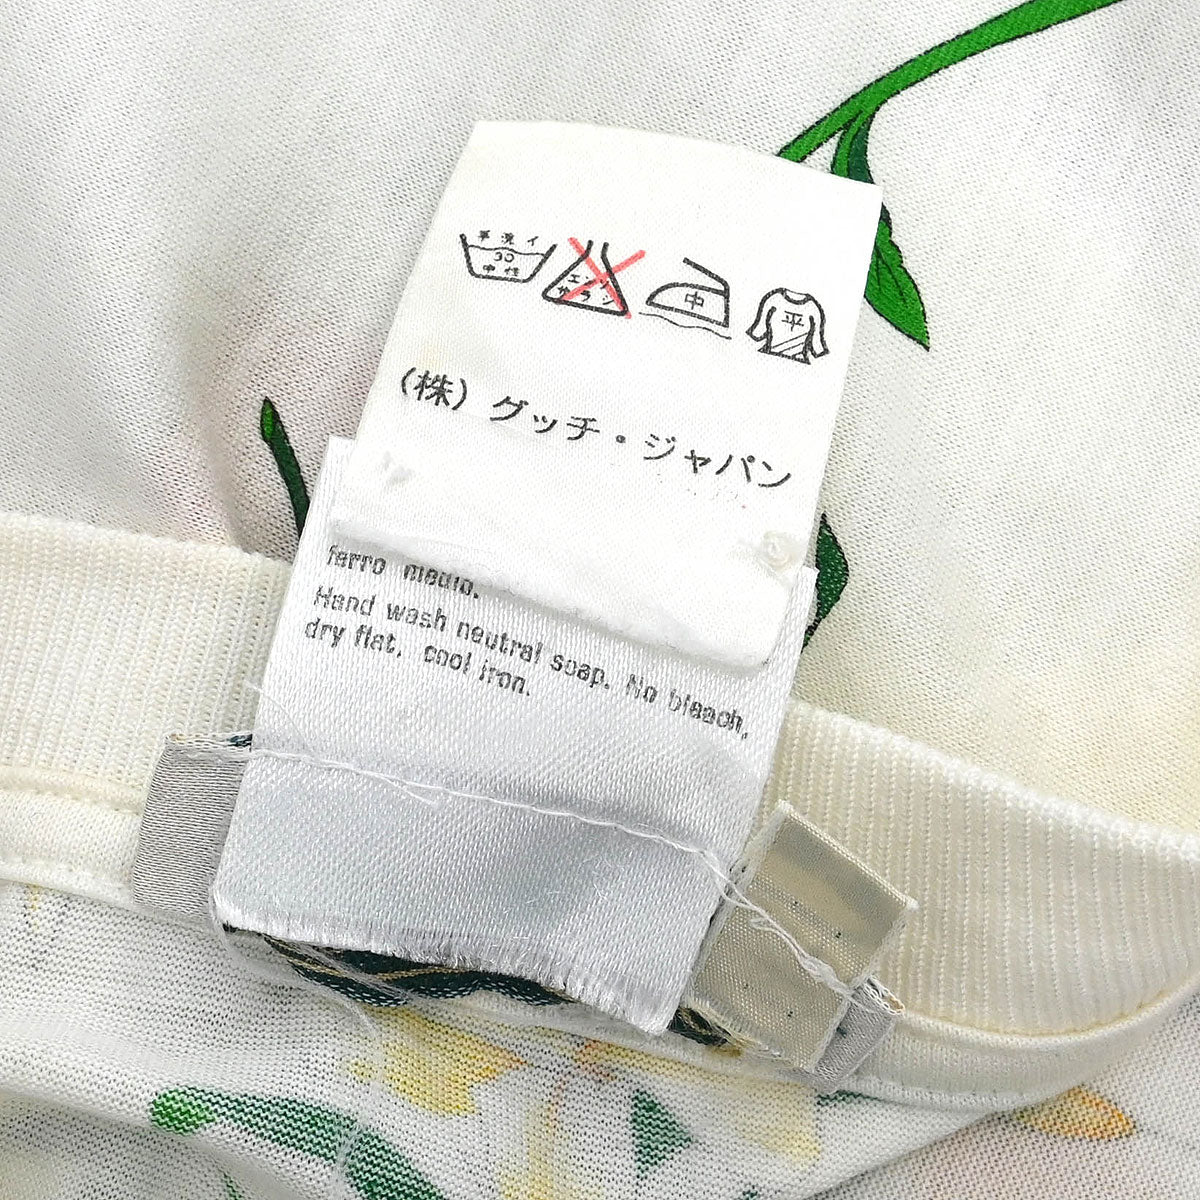 手洗イ
30
中性
エンソ
サラシ
中
平
(株) グッチ・ジャパン
ferro medio.
Hand wash neutral soap. No bleach,
dry flat, cool iron.